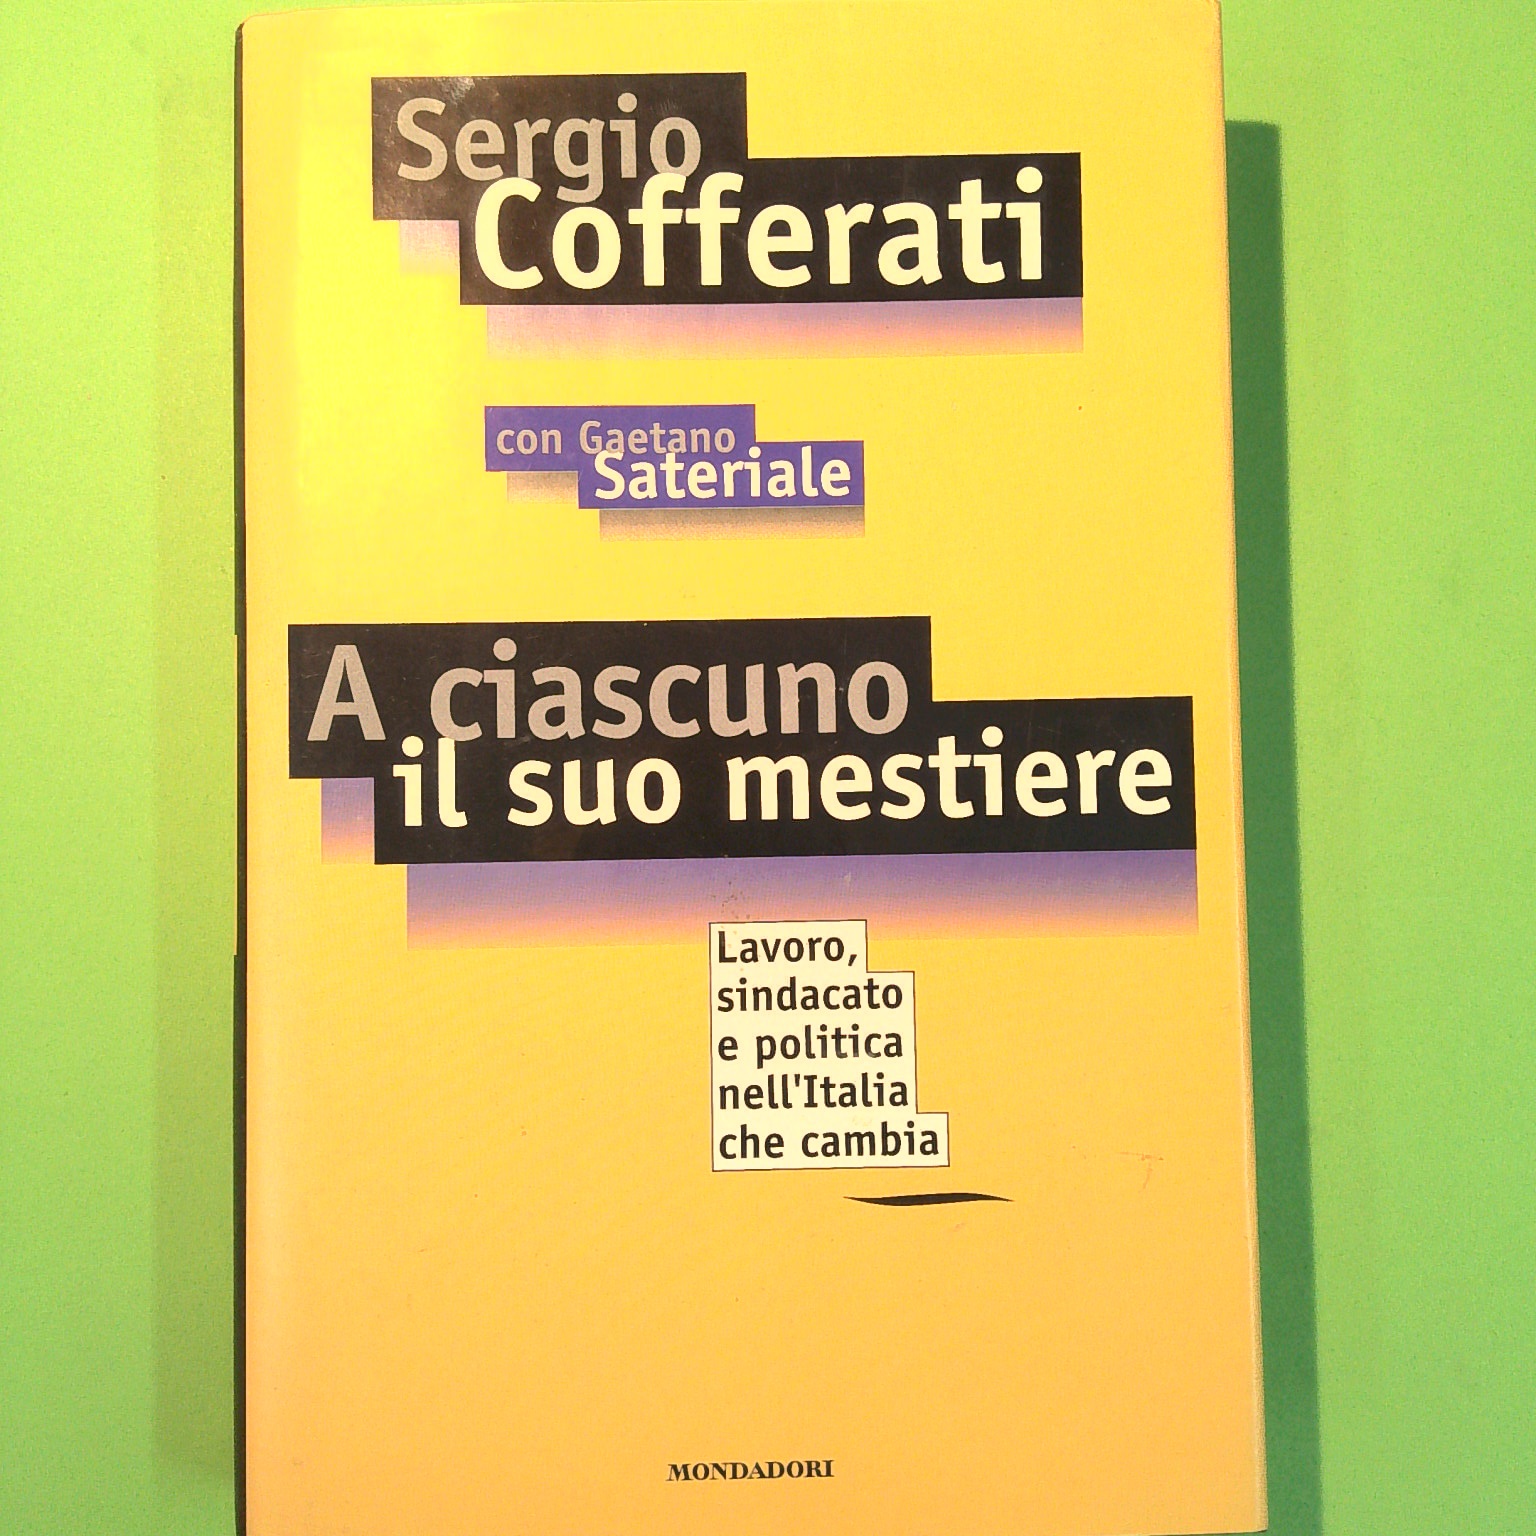 Sergio
Cofferati
con Gaetano
Sateriale
A ciascuno
il suo mestiere
Lavoro,
sindacato
e politica
nell'Italia
che cambia
MONDADORI